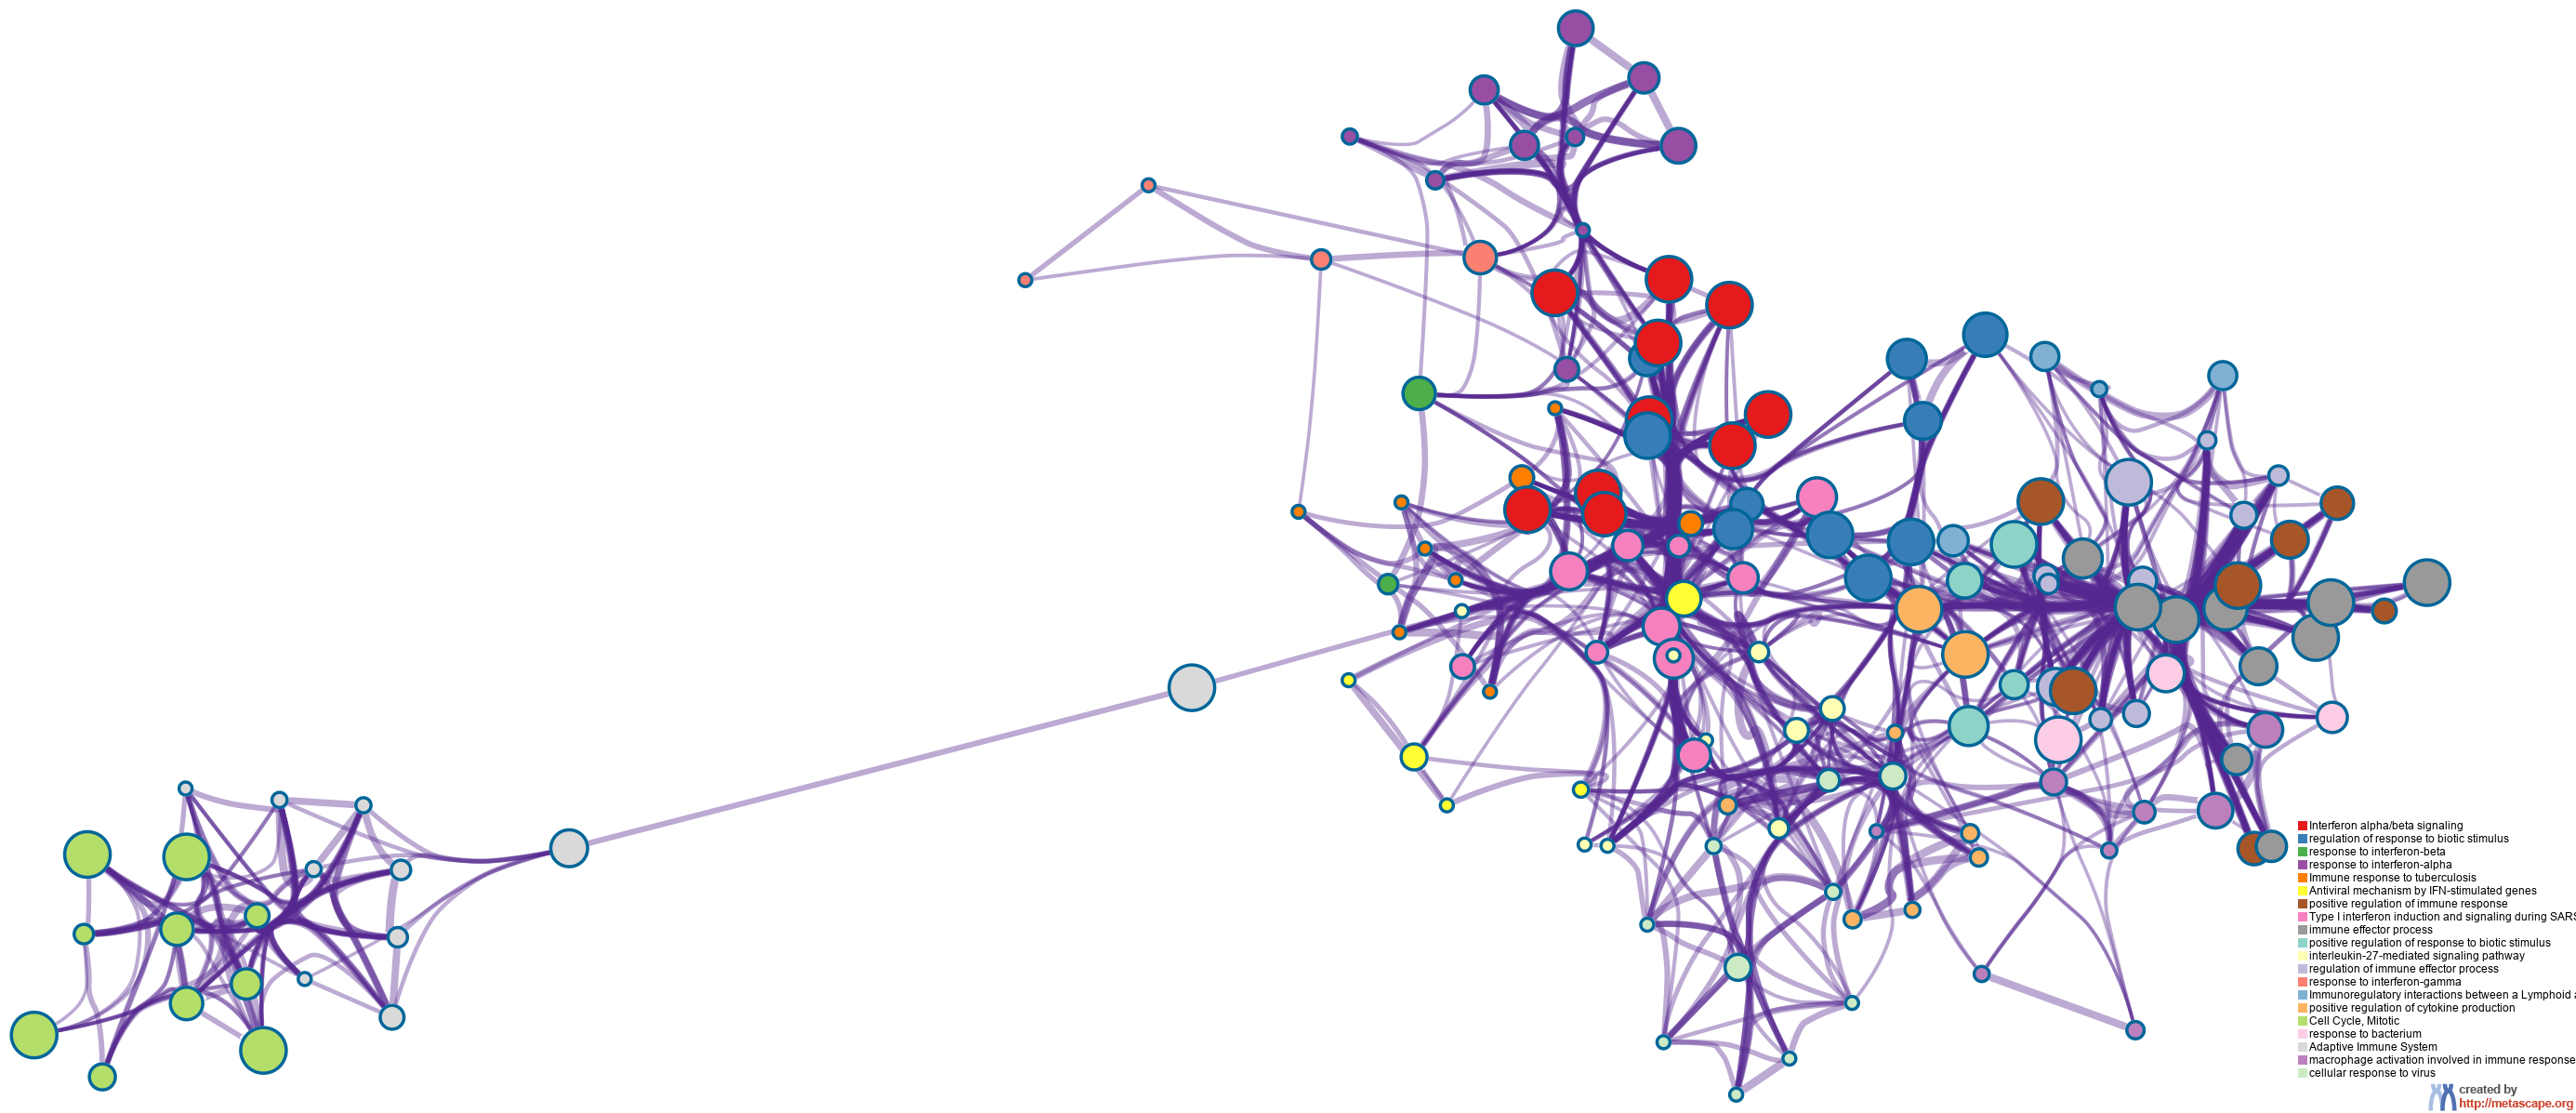 Interferon alpha/beta signaling
regulation of response to biotic stimulus
response to interferon-beta
response to interferon-alpha
Immune response to tuberculosis
Antiviral mechanism by IFN-stimulated genes
positive regulation of immune response
Type I interferon induction and signaling during SARS
immune effector process
positive regulation of response to biotic stimulus
interleukin-27-mediated signaling pathway
regulation of immune effector process
response to interferon-gamma
Immunoregulatory interactions between a Lymphoid a
positive regulation of cytokine production
Cell Cycle, Mitotic
response to bacterium
Adaptive Immune System
macrophage activation involved in immune response
cellular response to virus
created by
http://metascape.org